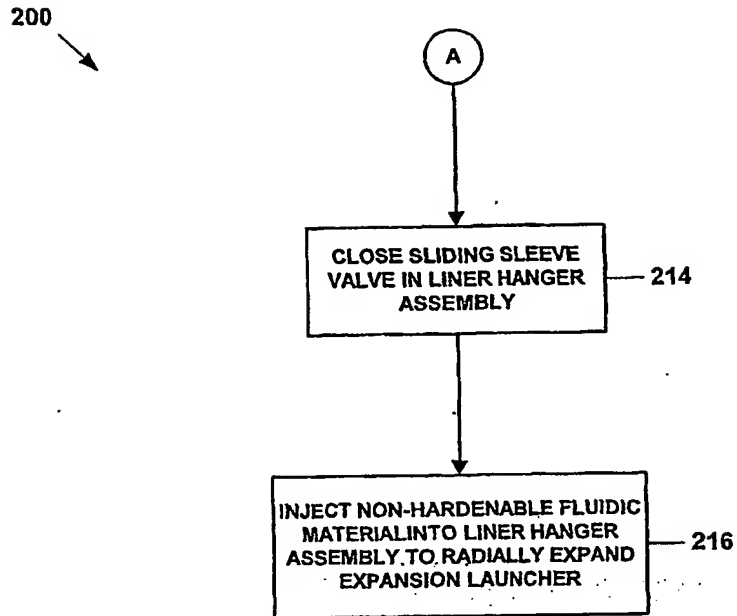 200
A
CLOSE SLIDING SLEEVE
VALVE IN LINER HANGER
ASSEMBLY
214
INJECT NON-HARDENABLE FLUIDIC
MATERIALINTO LINER HANGER
ASSEMBLY TO RADIALLY EXPAND
EXPANSION LAUNCHER
216